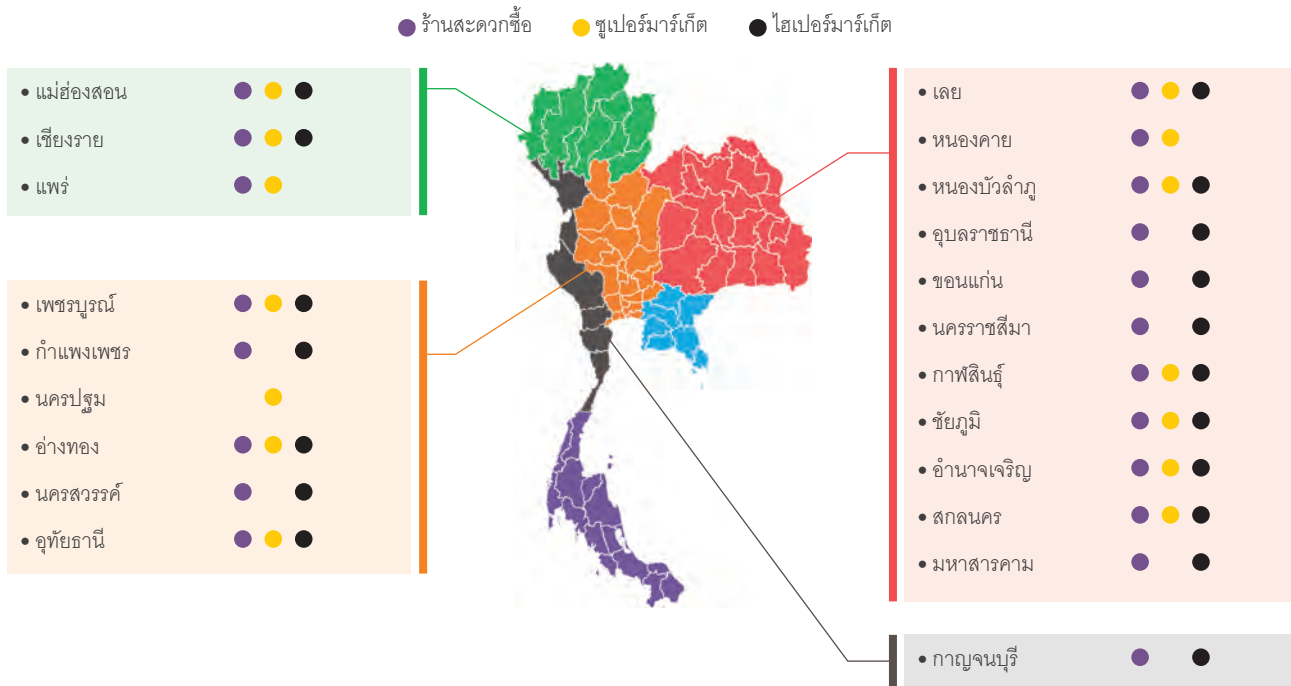 ร้านสะดวกซื้อ ซูเปอร์มาร์เก็ต ไฮเปอร์มาร์เก็ต
• แม่ฮ่องสอน
• เชียงราย
• แพร่
• เพชรบูรณ์
• กำแพงเพชร
• นครปฐม
• อ่างทอง
• นครสวรรค์
• อุทัยธานี
• เลย
• หนองคาย
• หนองบัวลำภู
• อุบลราชธานี
• ขอนแก่น
• นครราชสีมา
• กาฬสินธุ์
• ชัยภูมิ
• อำนาจเจริญ
• สกลนคร
• มหาสารคาม
• กาญจนบุรี